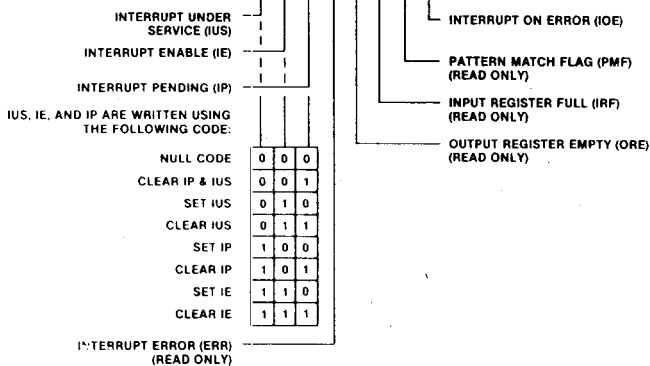 INTERRUPT UNDER
SERVICE (IUS)
INTERRUPT ENABLE (IE)
INTERRUPT PENDING (IP)
IUS, IE, AND IP ARE WRITTEN USING
THE FOLLOWING CODE:
NULL CODE 0 0 0
CLEAR IP & IUS 0 0 1
SET IUS 0 1 0
CLEAR IUS 0 1 1
SET IP 1 0 0
CLEAR IP 1 0 1
SET IE 1 1 0
CLEAR IE 1 1 1
INTERRUPT ERROR (ERR)
(READ ONLY)
INTERRUPT ON ERROR (IOE)
PATTERN MATCH FLAG (PMF)
(READ ONLY)
INPUT REGISTER FULL (IRF)
(READ ONLY)
OUTPUT REGISTER EMPTY (ORE)
(READ ONLY)